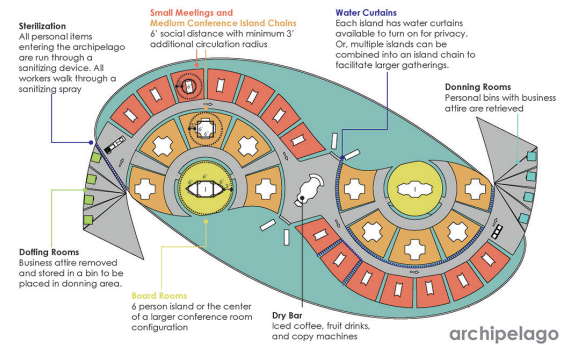 Sterilization
All personal items
entering the archipelago
are run through a
sanitizing device. All
workers walk through a
sanitizing spray
Small Meetings and
Medium Conference Island Chains
6' social distance with minimum 3'
additional circulation radius
Water Curtains
Each island has water curtains
available to turn on for privacy.
Or, multiple islands can be
combined into an island chain to
facilitate larger gatherings.
Donning Rooms
Personal bins with business
attire are retrieved
Doffing Rooms
Business attire removed
and stored in a bin to be
placed in donning area.
Board Rooms
6 person island or the center
of a larger conference room
configuration
Dry Bar
Iced coffee, fruit drinks,
and copy machines
archipelago